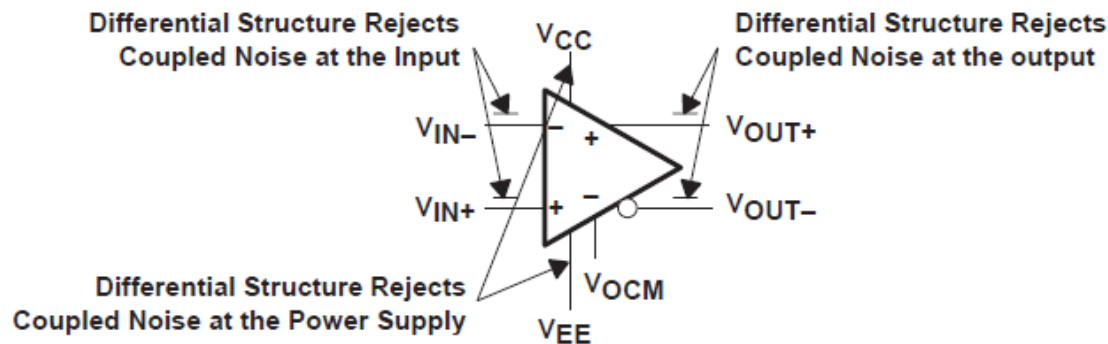 Differential Structure Rejects
Coupled Noise at the Input
VCC
Differential Structure Rejects
Coupled Noise at the output
VIN–
–
+
VOUT+
VIN+
+
–
VOUT–
Differential Structure Rejects
Coupled Noise at the Power Supply
VOCM
VEE